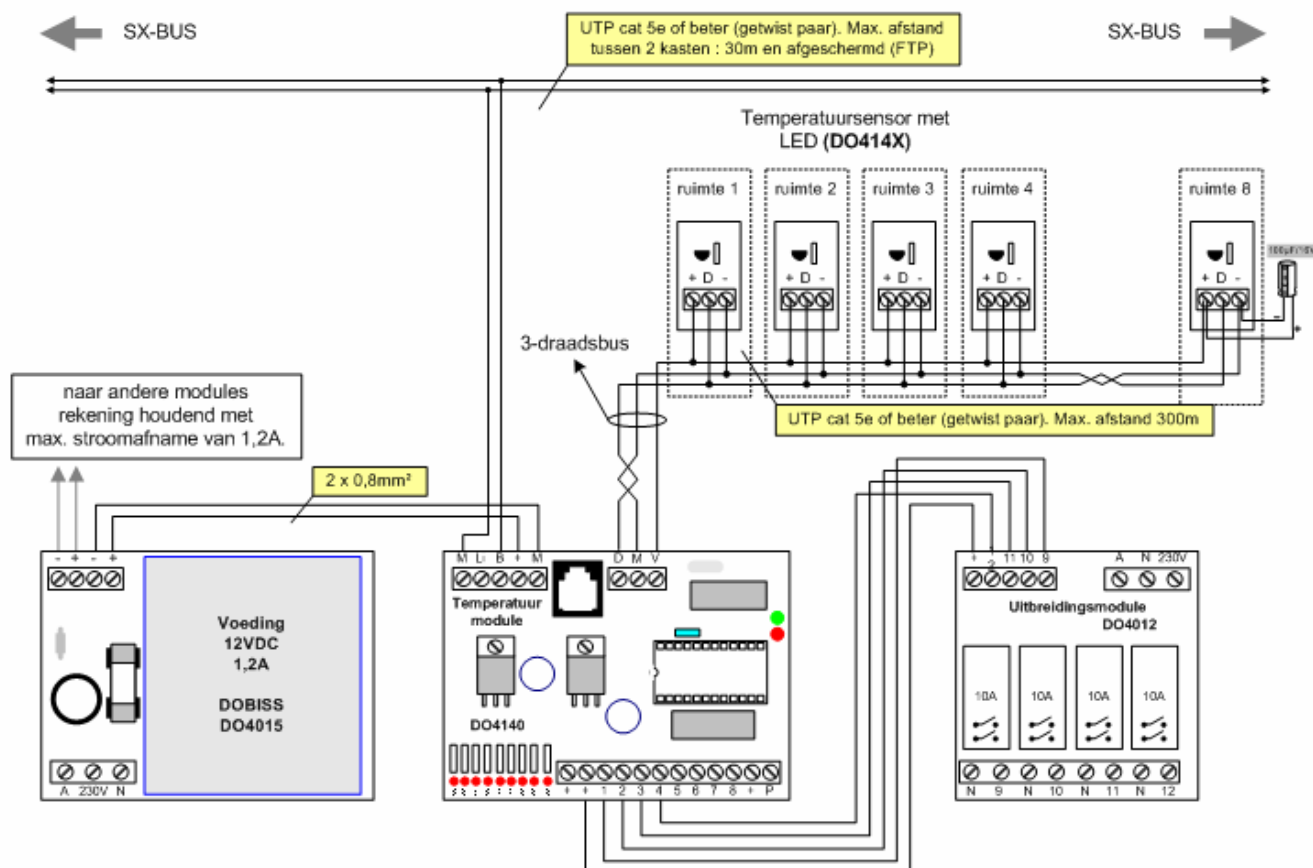 SX-BUS
UTP cat 5e of beter (getwist paar). Max. afstand
tussen 2 kasten : 30m en afgeschermd (FTP)
SX-BUS
Temperatuursensor met
LED (DO414X)
ruimte 1
ruimte 2
ruimte 3
ruimte 4
ruimte 8
+ D -
+ D -
+ D -
+ D -
+ D -
-
+
3-draadsbus
UTP cat 5e of beter (getwist paar). Max. afstand 300m
naar andere modules
rekening houdend met
max. stroomafname van 1,2A.
2 x 0,8mm²
- + - +
Voeding
12VDC
1,2A
DOBISS
DO4015
A 230V N
M L- B + M
D M V
Temperatuur
module
DO4140
+ + 1 2 3 4 5 6 7 8 + P
+ 12 11 10 9
A N 230V
Uitbreidingsmodule
DO4012
10A 10A 10A 10A
N 9 N 10 N 11 N 12